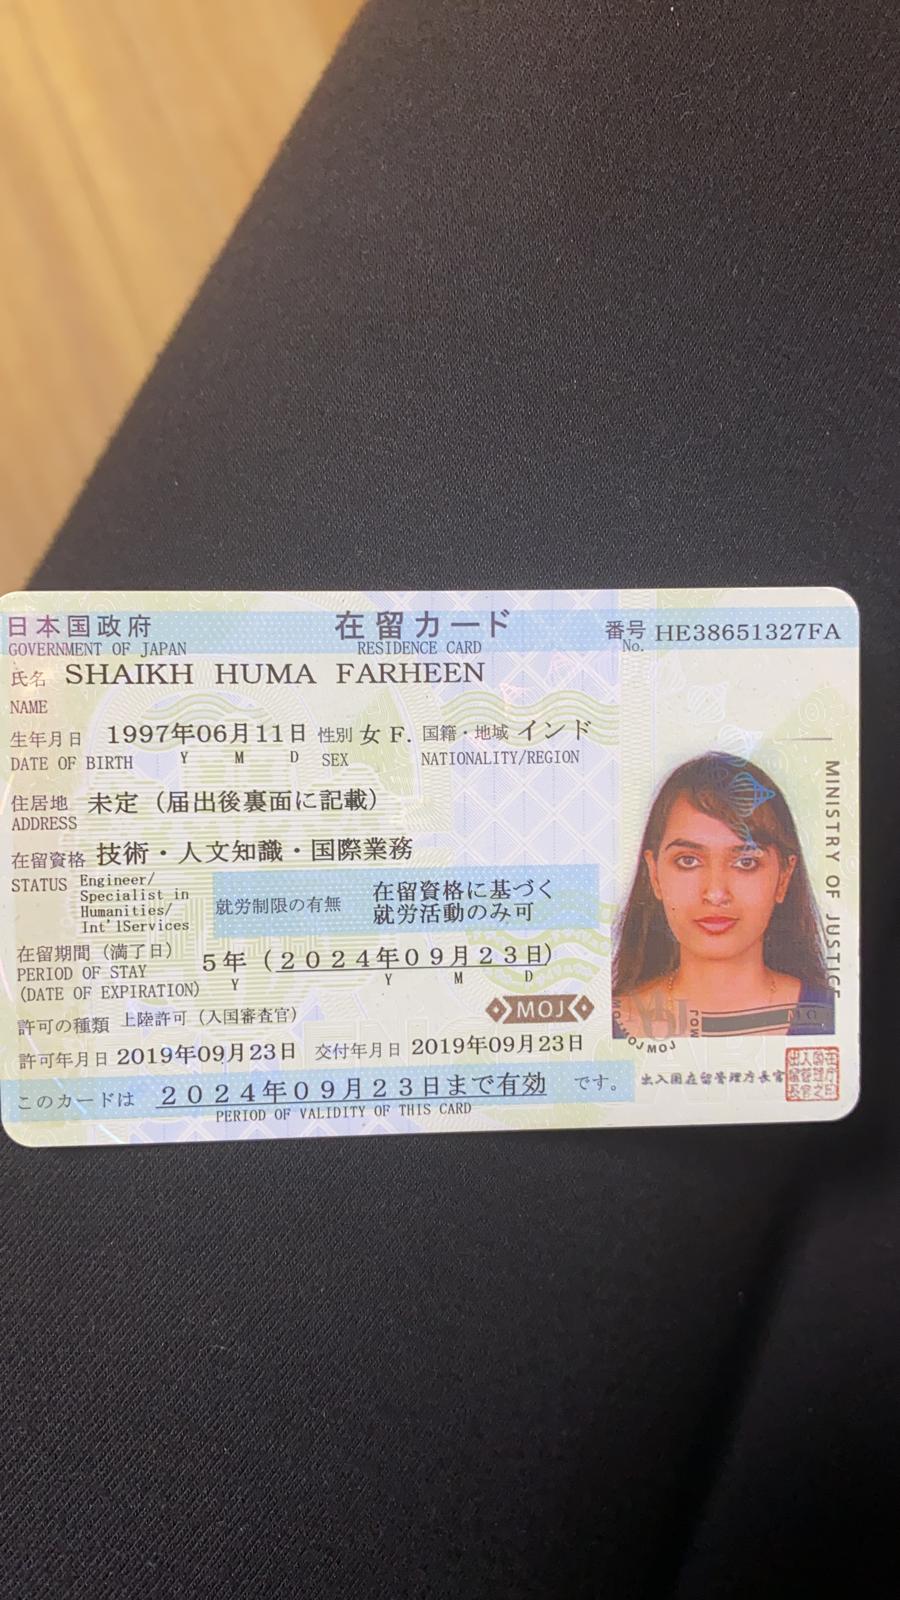 日本国政府 在留カード 番号 HE38651327FA
GOVERNMENT OF JAPAN RESIDENCE CARD No.
氏名 SHAIKH HUMA FARHEEN
NAME
生年月日 1997年06月11日 性別 女 F. 国籍・地域 インド
DATE OF BIRTH Y M D SEX NATIONALITY/REGION
住居地 未定（届出後裏面に記載）
ADDRESS
在留資格 技術・人文知識・国際業務
STATUS Engineer/
Specialist in
Humanities/
Int'lServices
就労制限の有無 在留資格に基づく
就労活動のみ可
在留期間（満了日） 5年（2024年09月23日）
PERIOD OF STAY Y Y M D
(DATE OF EXPIRATION)
MOJ
許可の種類 上陸許可（入国審査官）
許可年月日 2019年09月23日 交付年月日 2019年09月23日
このカードは 2024年09月23日まで有効 です。
PERIOD OF VALIDITY OF THIS CARD
MINISTRY OF JUSTICE
MOJ
出入国在留管理庁長官